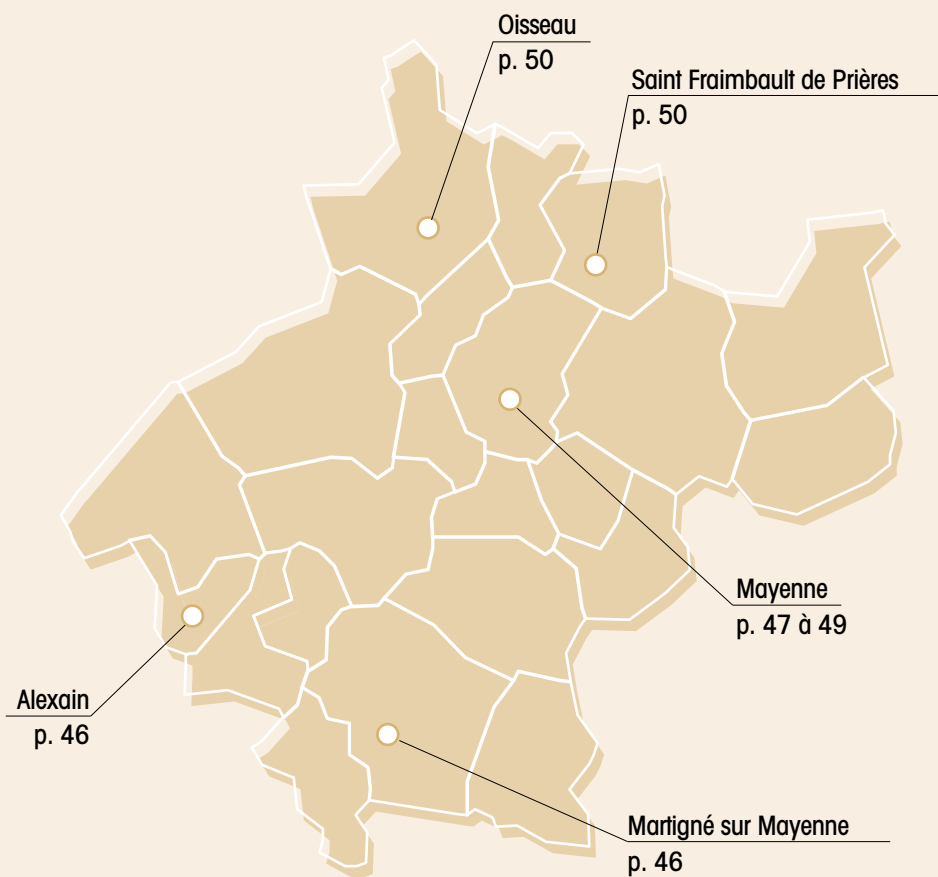 Oisseau
p. 50
Saint Fraimbault de Prières
p. 50
Mayenne
p. 47 à 49
Alexain
p. 46
Martigné sur Mayenne
p. 46